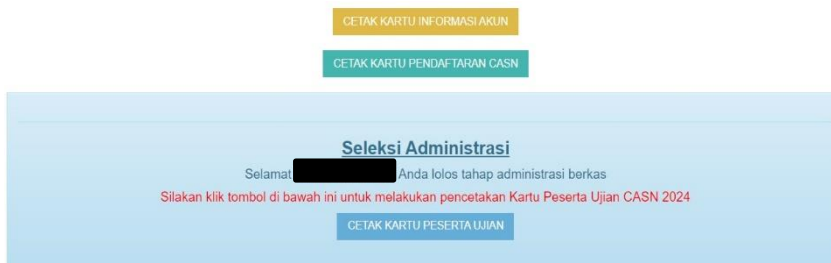 CETAK KARTU INFORMASI AKUN
CETAK KARTU PENDAFTARAN CASN
Seleksi Administrasi
Selamat Anda lolos tahap administrasi berkas
Silakan klik tombol di bawah ini untuk melakukan pencetakan Kartu Peserta Ujian CASN 2024
CETAK KARTU PESERTA UJIAN